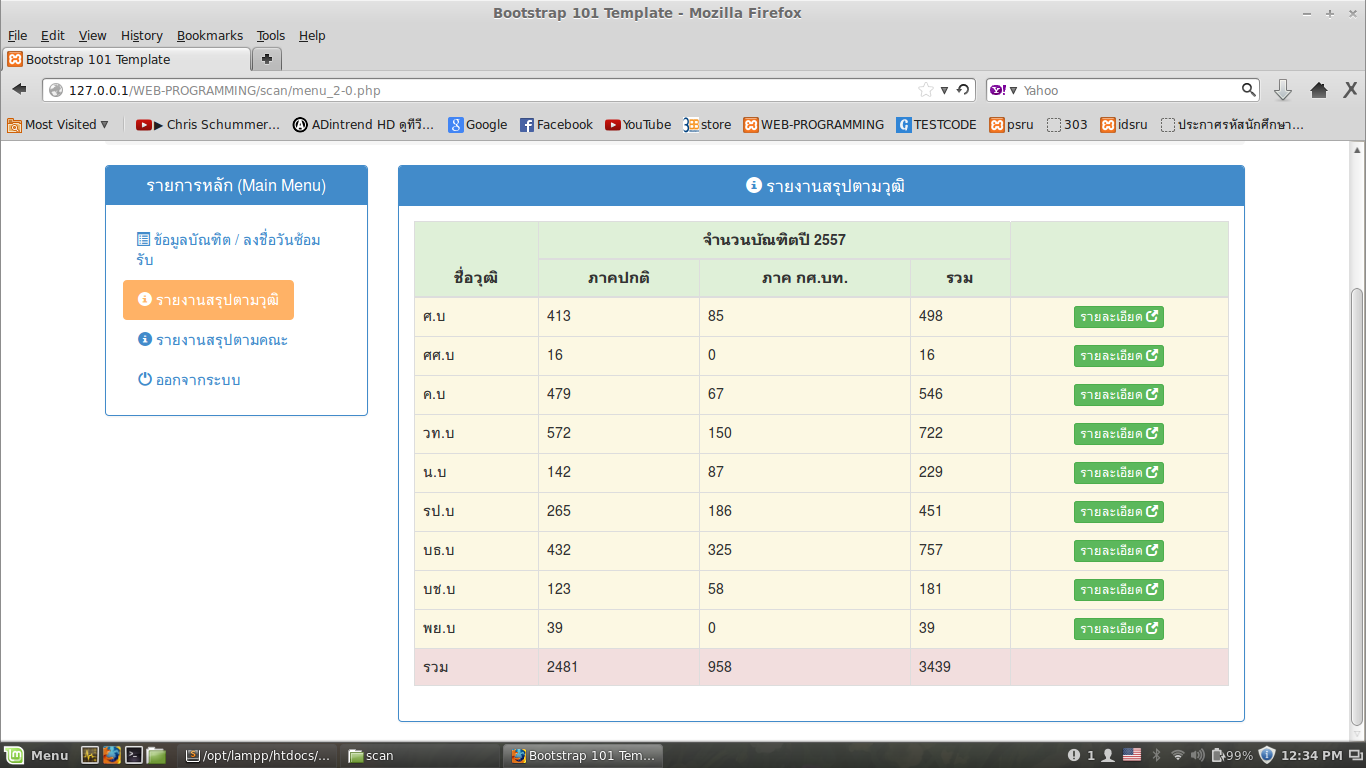 Bootstrap 101 Template - Mozilla Firefox
File Edit View History Bookmarks Tools Help
Bootstrap 101 Template
127.0.0.1/WEB-PROGRAMMING/scan/menu_2-0.php
Yahoo
Most Visited
▶ Chris Schummer... ADintrend HD ดูทีวี... Google Facebook YouTube store WEB-PROGRAMMING TESTCODE psru 303 idsru ประกาศรหัสนักศึกษา...
รายการหลัก (Main Menu)
ข้อมูลบัณฑิต / ลงชื่อวันซ้อม
รับ
รายงานสรุปตามวุฒิ
รายงานสรุปตามคณะ
ออกจากระบบ
รายงานสรุปตามวุฒิ
จำนวนบัณฑิตปี 2557
ชื่อวุฒิ ภาคปกติ ภาค กศ.บท. รวม
ศ.บ 413 85 498 รายละเอียด
ศศ.บ 16 0 16 รายละเอียด
ค.บ 479 67 546 รายละเอียด
วท.บ 572 150 722 รายละเอียด
น.บ 142 87 229 รายละเอียด
รป.บ 265 186 451 รายละเอียด
บธ.บ 432 325 757 รายละเอียด
บช.บ 123 58 181 รายละเอียด
พย.บ 39 0 39 รายละเอียด
รวม 2481 958 3439
Menu /opt/lampp/htdocs/... scan Bootstrap 101 Tem... 1 99% 12:34 PM